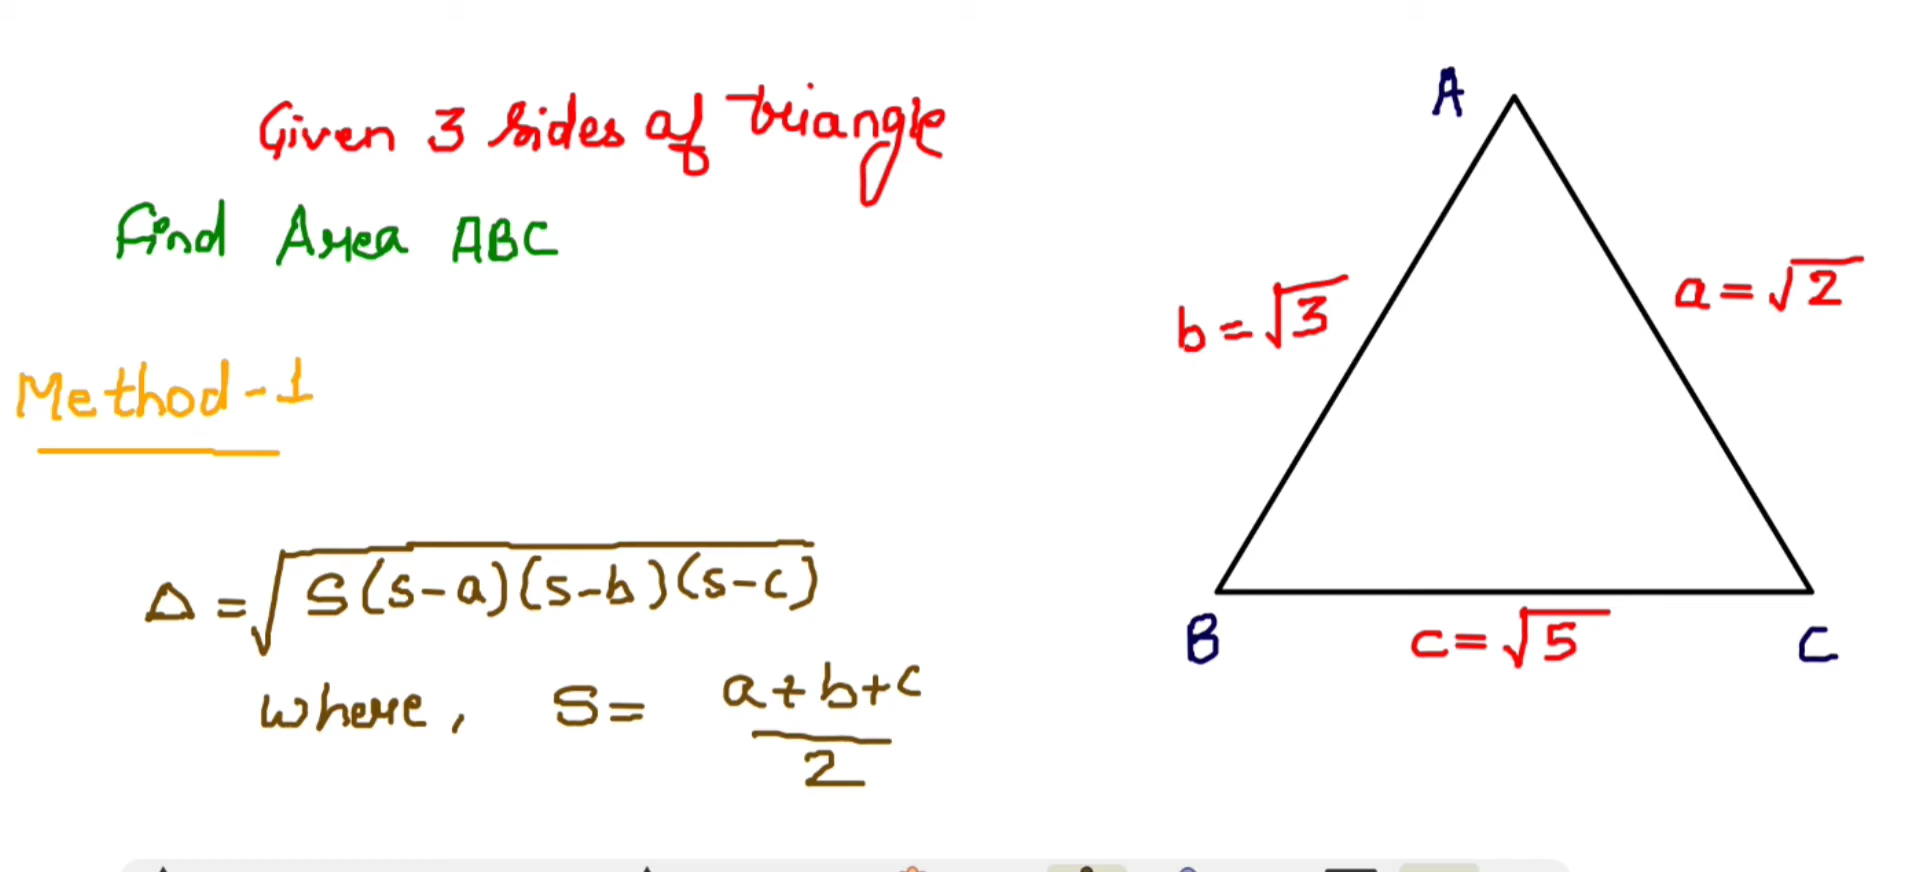 Given 3 sides of triangle
Find Area ABC
Method-1
Δ = √S(s-a)(s-b)(s-c)
where, S = a+b+c
2
A
b = √3
a = √2
B
c = √5
C